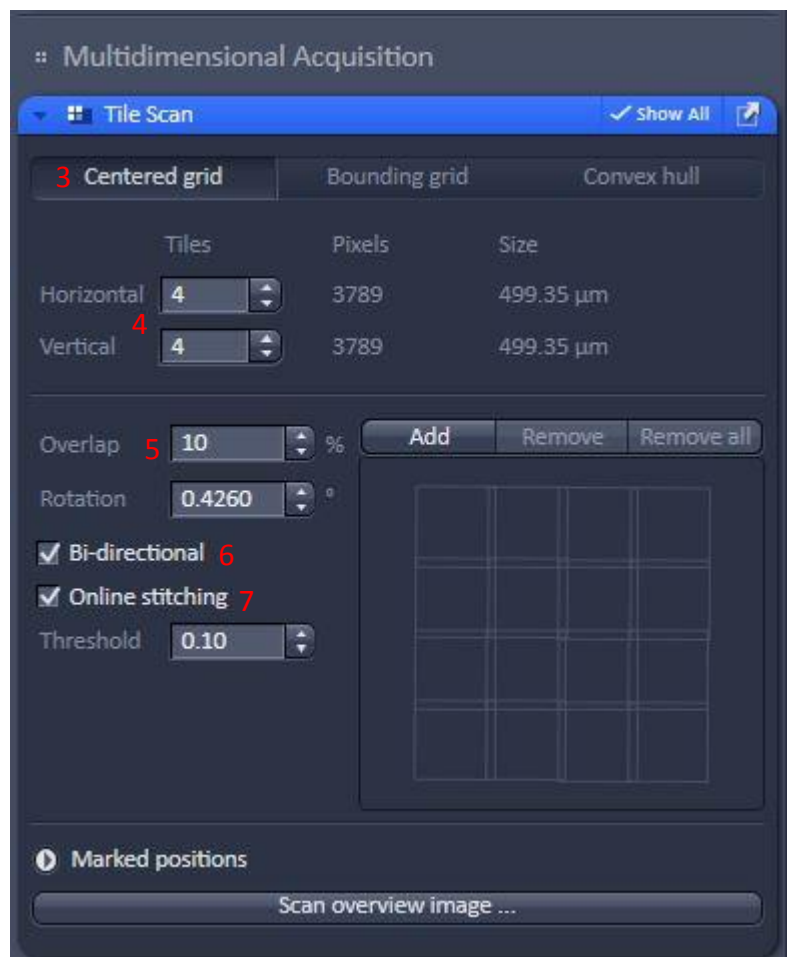 Multidimensional Acquisition
Tile Scan Show All
3 Centered grid Bounding grid Convex hull
Tiles Pixels Size
Horizontal 4 3789 499.35 µm
4
Vertical 4 3789 499.35 µm
Overlap 5 10 % Add Remove Remove all
Rotation 0.4260 °
Bi-directional 6
Online stitching 7
Threshold 0.10
Marked positions
Scan overview image ...